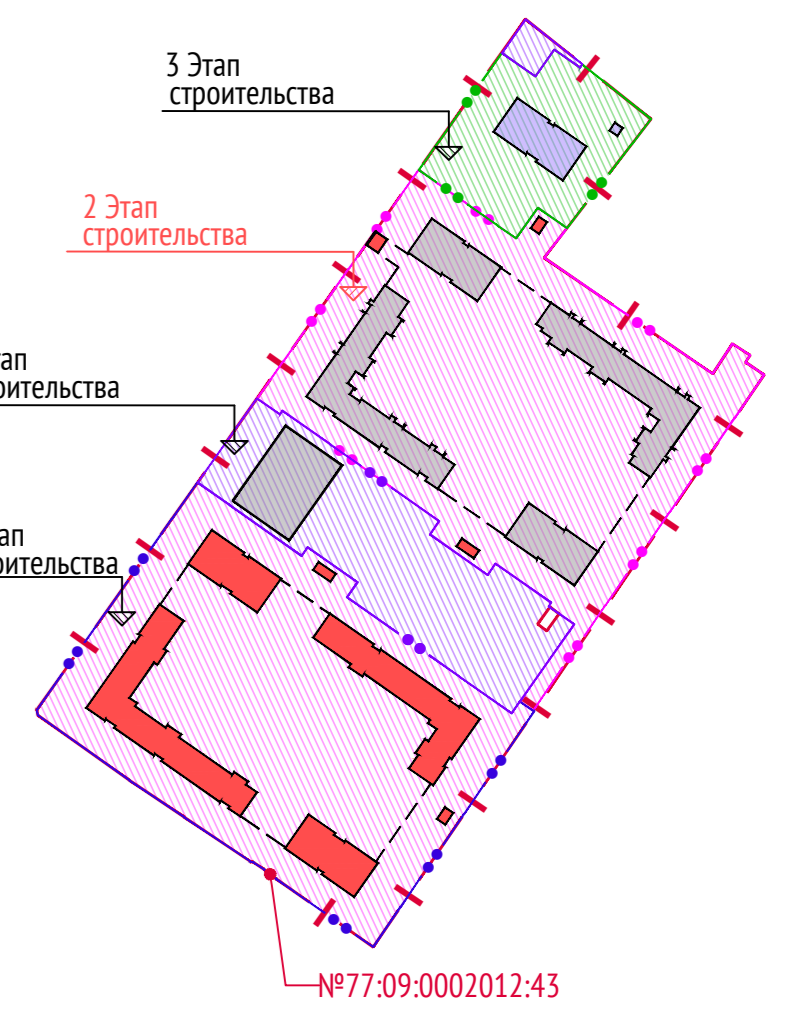 3 Этап
строительства
2 Этап
строительства
тап
роительства
тап
роительства
№77:09:0002012:43